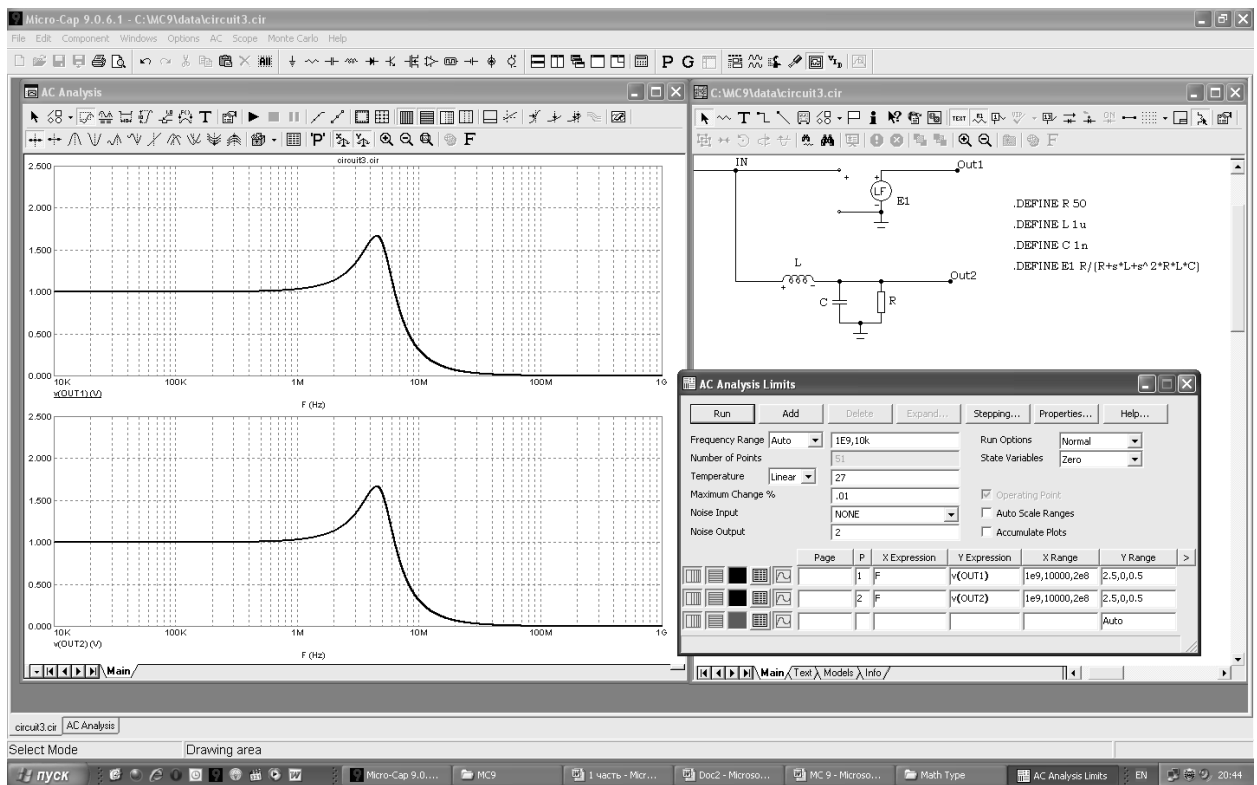 Micro-Cap 9.0.6.1 - C:\MC9\data\circuit3.cir
File Edit Component Windows Options AC Scope Monte Carlo Help
P G
AC Analysis
T
'P' F
circuit3.cir
2.500
2.000
1.500
1.000
0.500
0.000
10K 100K 1M 10M 100M 1G
v(OUT1)(V)
F (Hz)
2.500
2.000
1.500
1.000
0.500
0.000
10K 100K 1M 10M 100M 1G
v(OUT2)(V)
F (Hz)
Main
C:\MC9\data\circuit3.cir
T TEXT
F
IN
Out1
+ +
LF
E1
-
.DEFINE R 50
.DEFINE L 1u
.DEFINE C 1n
.DEFINE E1 R/(R+s*L+s^2*R*L*C)
L
Out2
+ -
C R
AC Analysis Limits
Run Add Delete Expand... Stepping... Properties... Help...
Frequency Range Auto 1E9,10k Run Options Normal
Number of Points 51 State Variables Zero
Temperature Linear 27
Maximum Change % .01 Operating Point
Noise Input NONE Auto Scale Ranges
Noise Output 2 Accumulate Plots
Page P X Expression Y Expression X Range Y Range >
1 F v(OUT1) 1e9,10000,2e8 2.5,0,0.5
2 F v(OUT2) 1e9,10000,2e8 2.5,0,0.5
Auto
Main Text Models Info
circuit3.cir AC Analysis
Select Mode Drawing area
пуск Micro-Cap 9.0.... MC9 1 часть - Micr... Doc2 - Microso... MC 9 - Microso... Math Type AC Analysis Limits EN 20:44